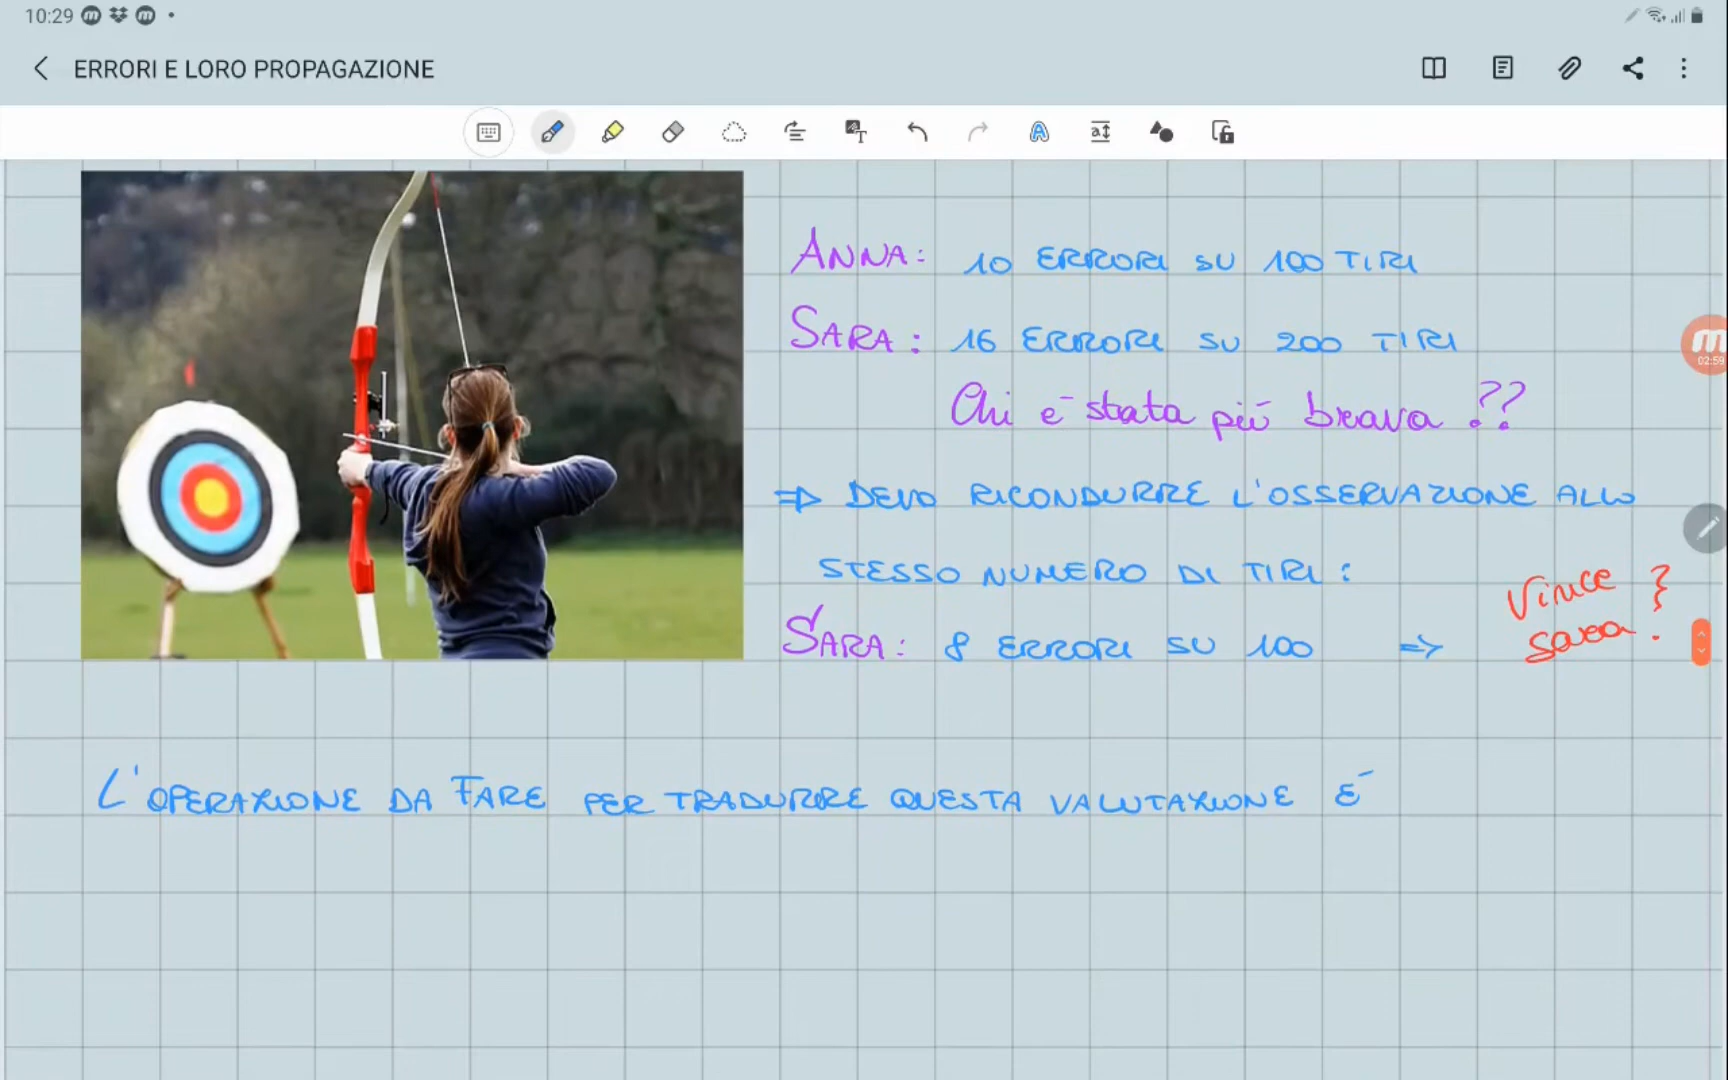 10:29
ERRORI E LORO PROPAGAZIONE
ANNA: 10 ERRORI SU 100 TIRI
SARA: 16 ERRORI SU 200 TIRI
Chi è stata più brava ??
=> DEVO RICONDURRE L'OSSERVAZIONE ALLO
STESSO NUMERO DI TIRI :
SARA: 8 ERRORI SU 100 =>
Vince
Sara !
02:59
L'OPERAZIONE DA FARE PER TRADURRE QUESTA VALUTAZIONE È